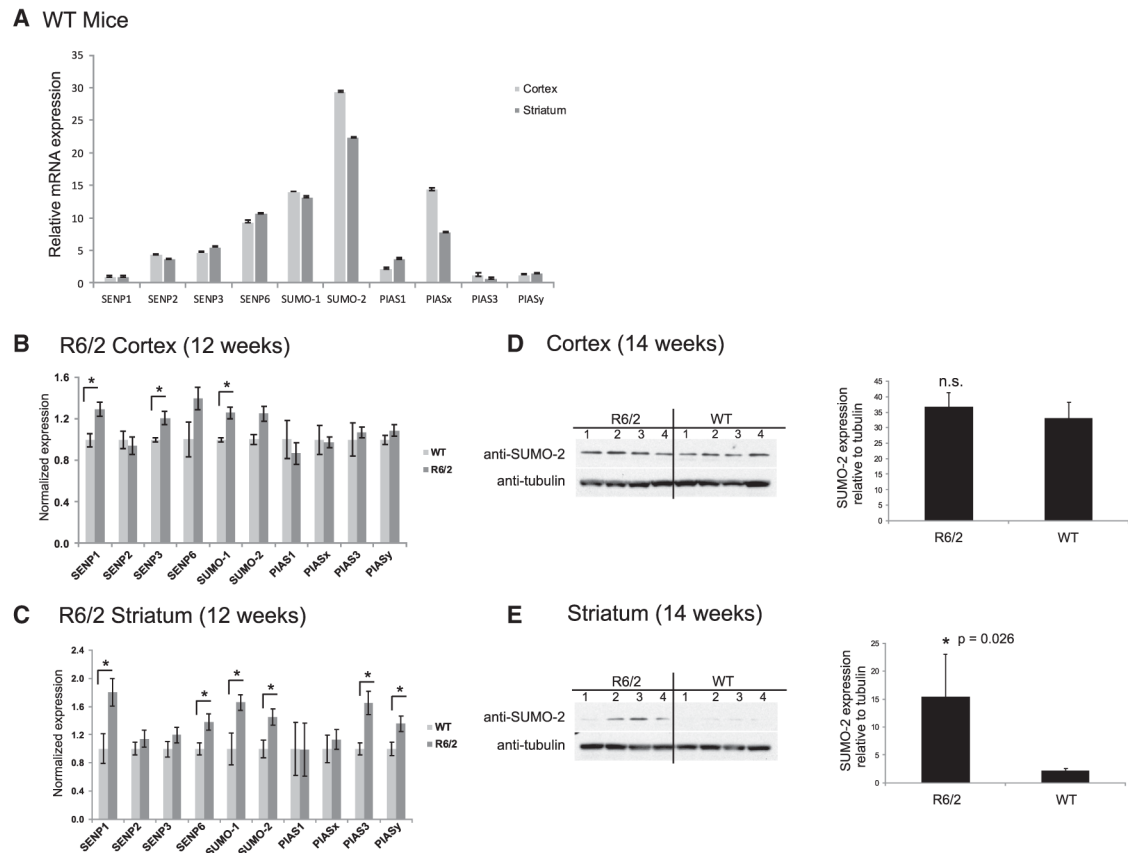 A WT Mice
Relative mRNA expression
35
30
25
20
15
10
5
0
Cortex
Striatum
SENP1 SENP2 SENP3 SENP6 SUMO-1 SUMO-2 PIAS1 PIASx PIAS3 PIASy
B R6/2 Cortex (12 weeks)
Normalized expression
1.6
1.2
0.8
0.4
0.0
* * *
WT
R6/2
SENP1 SENP2 SENP3 SENP6 SUMO-1 SUMO-2 PIAS1 PIASx PIAS3 PIASy
C R6/2 Striatum (12 weeks)
Normalized expression
2.4
2.0
1.6
1.2
0.8
0.4
0.0
* * * * * *
WT
R6/2
SENP1 SENP2 SENP3 SENP6 SUMO-1 SUMO-2 PIAS1 PIASx PIAS3 PIASy
D Cortex (14 weeks)
R6/2 WT
1 2 3 4 1 2 3 4
anti-SUMO-2
anti-tubulin
SUMO-2 expression
relative to tubulin
45
40
35
30
25
20
15
10
5
0
n.s.
R6/2 WT
E Striatum (14 weeks)
R6/2 WT
1 2 3 4 1 2 3 4
anti-SUMO-2
anti-tubulin
SUMO-2 expression
relative to tubulin
25
20
15
10
5
0
* p = 0.026
R6/2 WT